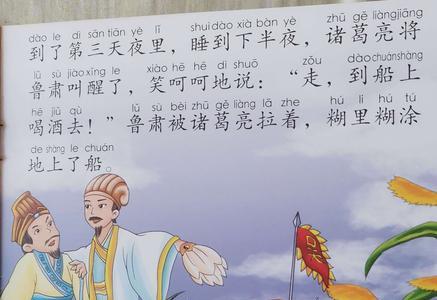 dào le dì sān tiān yè lǐ shuì dào xià bàn yè zhū gě liàng jiāng
到了第三天夜里，睡到下半夜，诸葛亮将
lǔ sù jiào xǐng le xiào hē hē dì shuō zǒu dào chuán shàng
鲁肃叫醒了，笑呵呵地说：“走，到船上
hē jiǔ qù lǔ sù bèi zhū gě liàng lā zhe hú lǐ hú tú
喝酒去！”鲁肃被诸葛亮拉着，糊里糊涂
de shàng le chuán
地上了船。